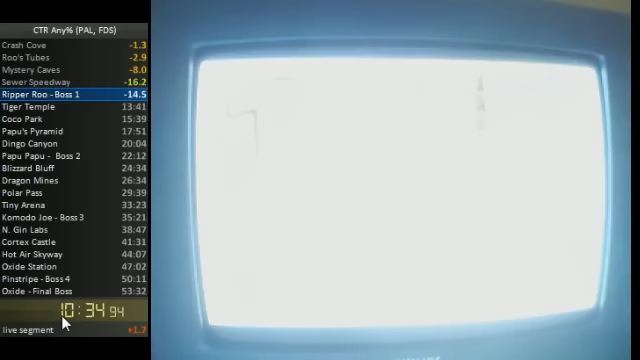 CTR Any% (PAL, FDS)
Crash Cove -1.3
Roo's Tubes -2.9
Mystery Caves -8.0
Sewer Speedway -16.2
Ripper Roo - Boss 1 -14.5
Tiger Temple 13:41
Coco Park 15:39
Papu's Pyramid 17:51
Dingo Canyon 20:04
Papu Papu - Boss 2 22:12
Blizzard Bluff 24:34
Dragon Mines 26:34
Polar Pass 29:39
Tiny Arena 33:23
Komodo Joe - Boss 3 35:21
N. Gin Labs 38:47
Cortex Castle 41:31
Hot Air Skyway 44:07
Oxide Station 47:02
Pinstripe - Boss 4 50:11
Oxide - Final Boss 53:32
10:34 94
live segment +1.7